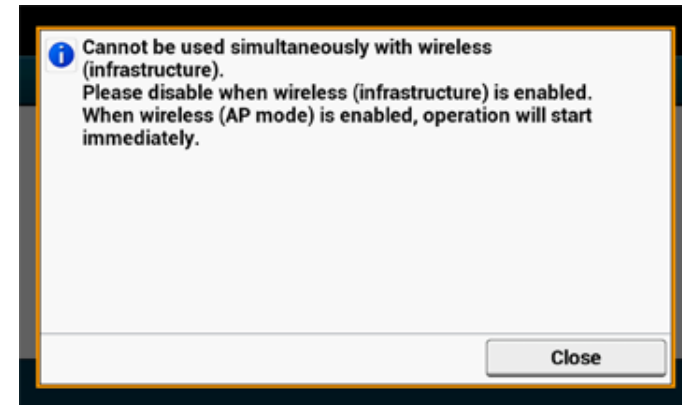 Cannot be used simultaneously with wireless
(infrastructure).
Please disable when wireless (infrastructure) is enabled.
When wireless (AP mode) is enabled, operation will start
immediately.
Close